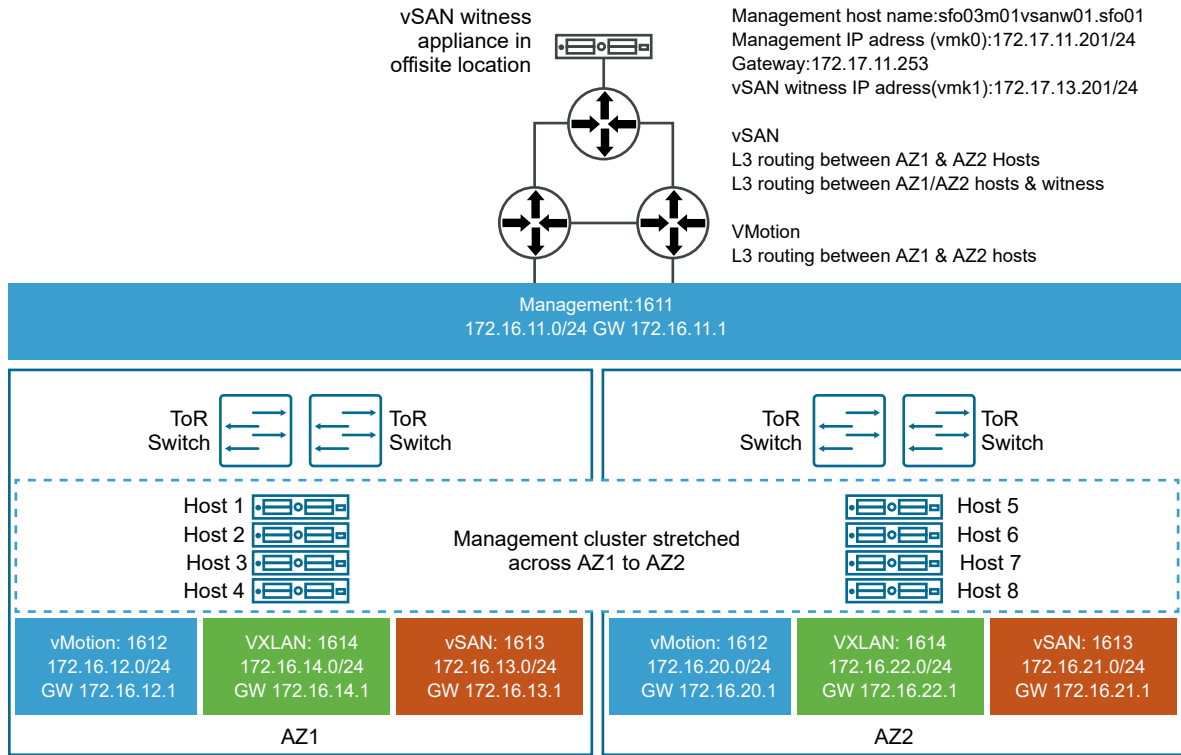 vSAN witness
appliance in
offisite location
Management host name:sfo03m01vsanw01.sfo01
Management IP adress (vmk0):172.17.11.201/24
Gateway:172.17.11.253
vSAN witness IP adress(vmk1):172.17.13.201/24
vSAN
L3 routing between AZ1 & AZ2 Hosts
L3 routing between AZ1/AZ2 hosts & witness
VMotion
L3 routing between AZ1 & AZ2 hosts
Management:1611
172.16.11.0/24 GW 172.16.11.1
ToR
Switch
ToR
Switch
ToR
Switch
ToR
Switch
Host 1
Host 2
Host 3
Host 4
Management cluster stretched
across AZ1 to AZ2
Host 5
Host 6
Host 7
Host 8
vMotion: 1612
172.16.12.0/24
GW 172.16.12.1
VXLAN: 1614
172.16.14.0/24
GW 172.16.14.1
vSAN: 1613
172.16.13.0/24
GW 172.16.13.1
AZ1
vMotion: 1612
172.16.20.0/24
GW 172.16.20.1
VXLAN: 1614
172.16.22.0/24
GW 172.16.22.1
vSAN: 1613
172.16.21.0/24
GW 172.16.21.1
AZ2